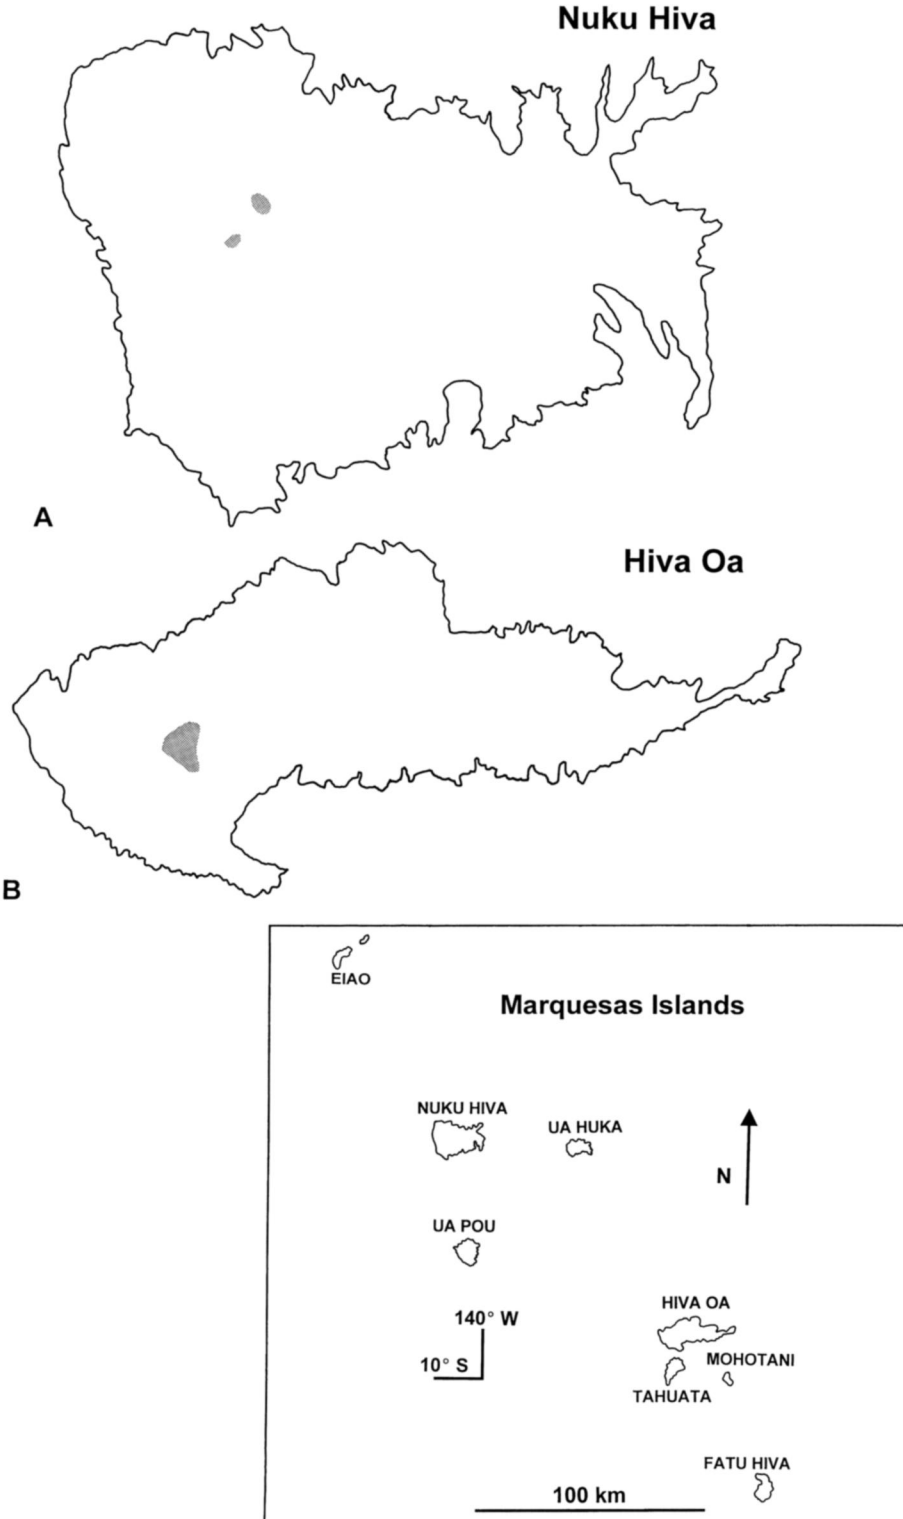 Nuku Hiva
A
Hiva Oa
B
EIAO
Marquesas Islands
NUKU HIVA
UA HUKA
N
UA POU
HIVA OA
140° W
10° S
MOHOTANI
TAHUATA
FATU HIVA
100 km